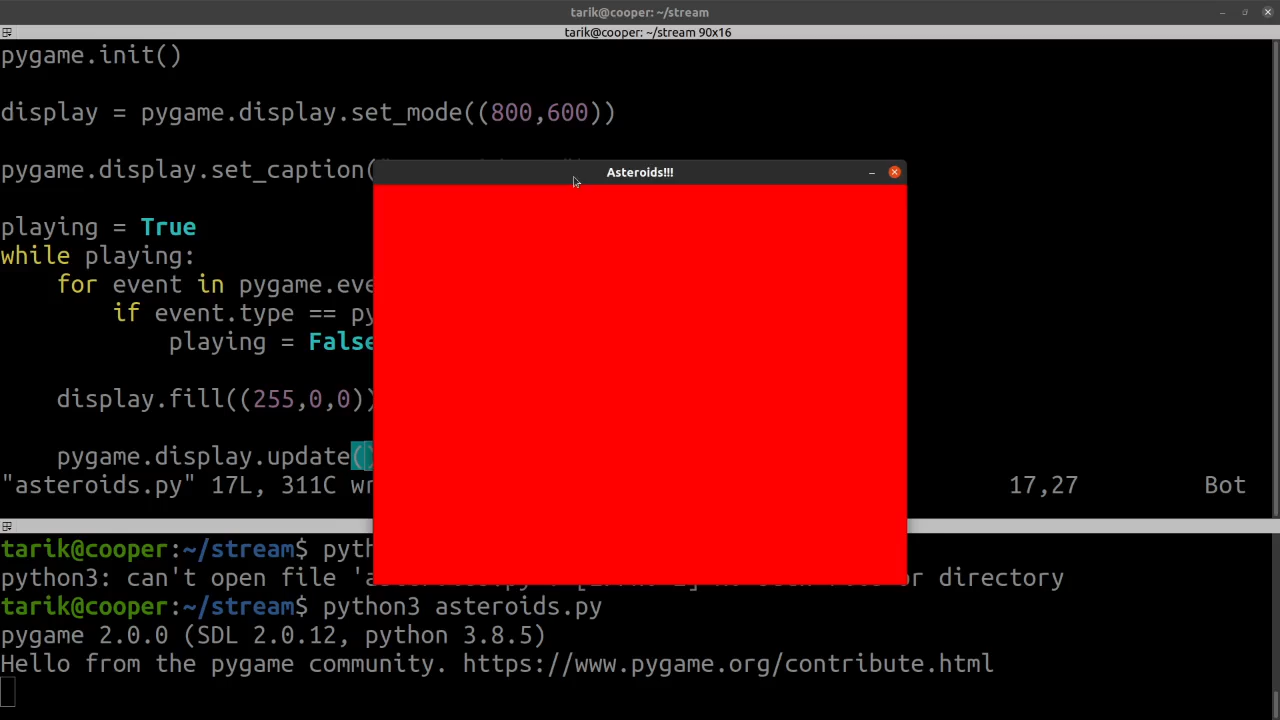 tarik@cooper: ~/stream
tarik@cooper: ~/stream 90x16
pygame.init()
display = pygame.display.set_mode((800,600))
pygame.display.set_caption(
Asteroids!!!
playing = True
while playing:
for event in pygame.eve
if event.type == py
playing = False
display.fill((255,0,0))
pygame.display.update()
"asteroids.py" 17L, 311C wr
17,27 Bot
tarik@cooper:~/stream$ pyth
python3: can't open file 'a or directory
tarik@cooper:~/stream$ python3 asteroids.py
pygame 2.0.0 (SDL 2.0.12, python 3.8.5)
Hello from the pygame community. https://www.pygame.org/contribute.html